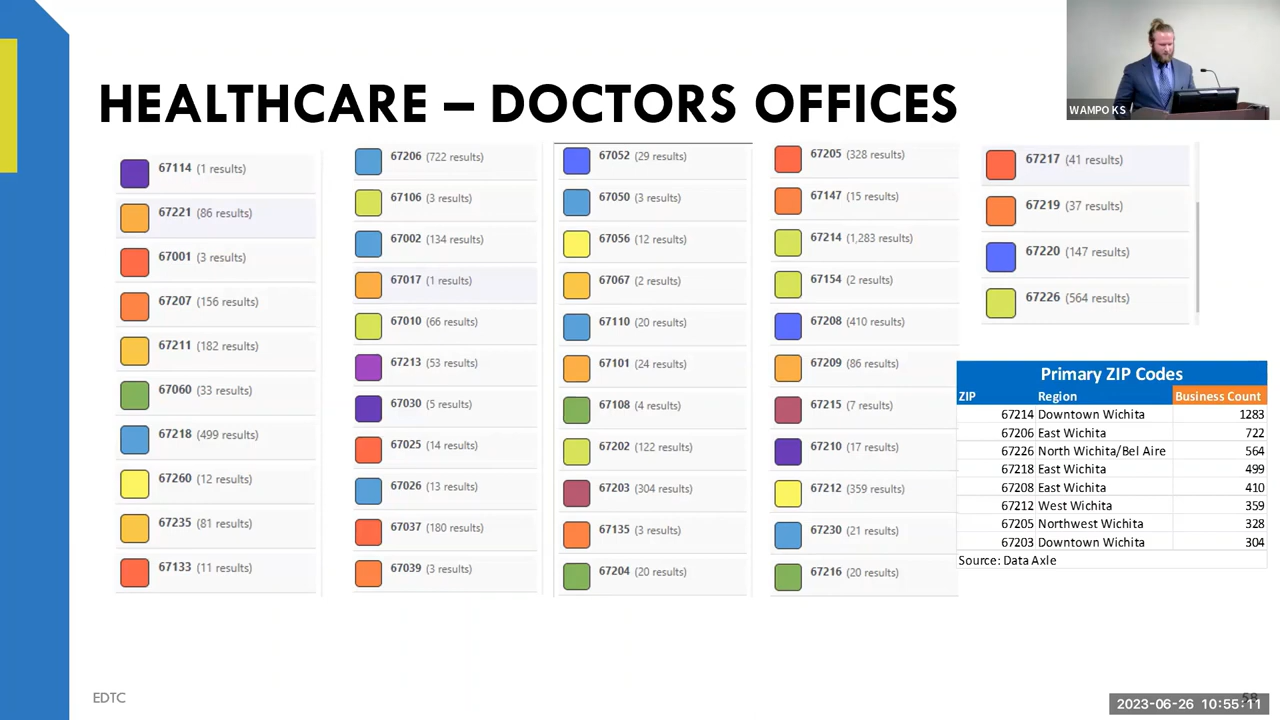 HEALTHCARE – DOCTORS OFFICES
WAMPO KS
67114 (1 results)
67221 (86 results)
67001 (3 results)
67207 (156 results)
67211 (182 results)
67060 (33 results)
67218 (499 results)
67260 (12 results)
67235 (81 results)
67133 (11 results)
67206 (722 results)
67106 (3 results)
67002 (134 results)
67017 (1 results)
67010 (66 results)
67213 (53 results)
67030 (5 results)
67025 (14 results)
67026 (13 results)
67037 (180 results)
67039 (3 results)
67052 (29 results)
67050 (3 results)
67056 (12 results)
67067 (2 results)
67110 (20 results)
67101 (24 results)
67108 (4 results)
67202 (122 results)
67203 (304 results)
67135 (3 results)
67204 (20 results)
67205 (328 results)
67147 (15 results)
67214 (1,283 results)
67154 (2 results)
67208 (410 results)
67209 (86 results)
67215 (7 results)
67210 (17 results)
67212 (359 results)
67230 (21 results)
67216 (20 results)
67217 (41 results)
67219 (37 results)
67220 (147 results)
67226 (564 results)
Primary ZIP Codes
ZIP Region Business Count
67214 Downtown Wichita 1283
67206 East Wichita 722
67226 North Wichita/Bel Aire 564
67218 East Wichita 499
67208 East Wichita 410
67212 West Wichita 359
67205 Northwest Wichita 328
67203 Downtown Wichita 304
Source: Data Axle
EDTC
2023-06-26 10:55:11